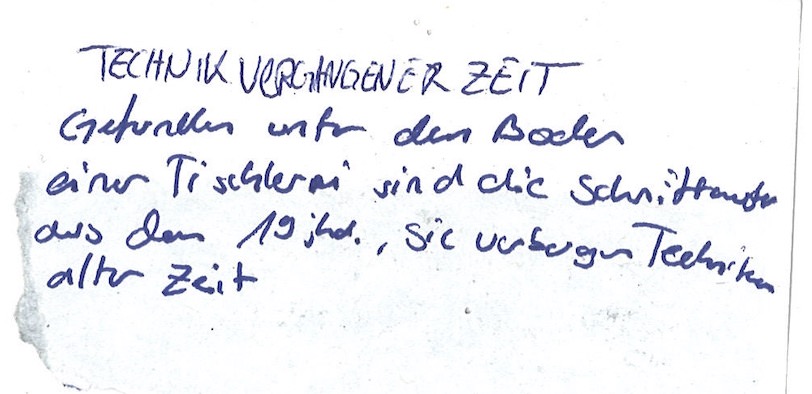 TECHNIK VERGANGENER ZEIT
Gefunden unter dem Boden
einer Tischlerei sind die Schnittmuster
aus dem 19 jhd., sie verbergen Techniken
alter Zeit